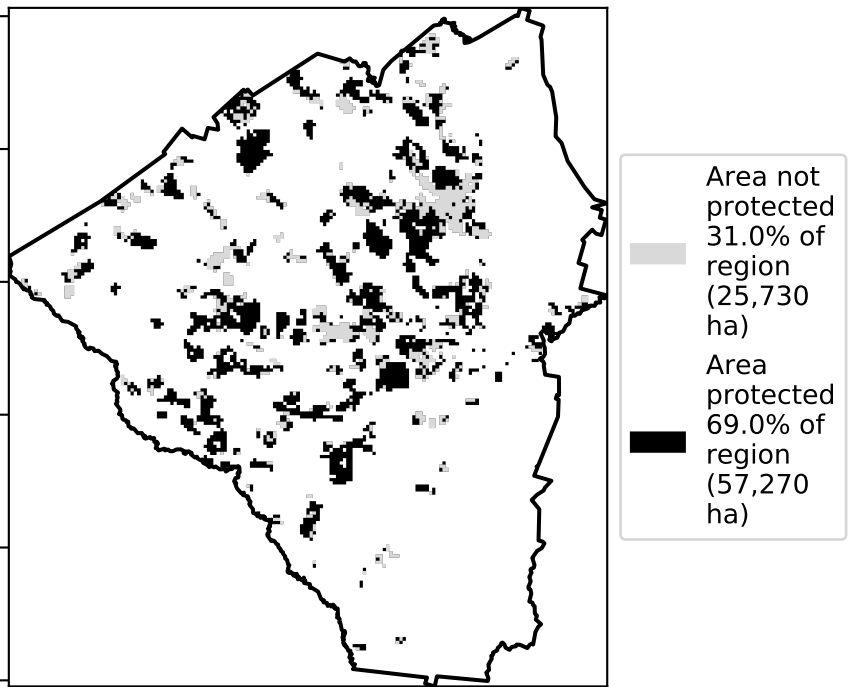 Area not
protected
31.0% of
region
(25,730
ha)
Area
protected
69.0% of
region
(57,270
ha)